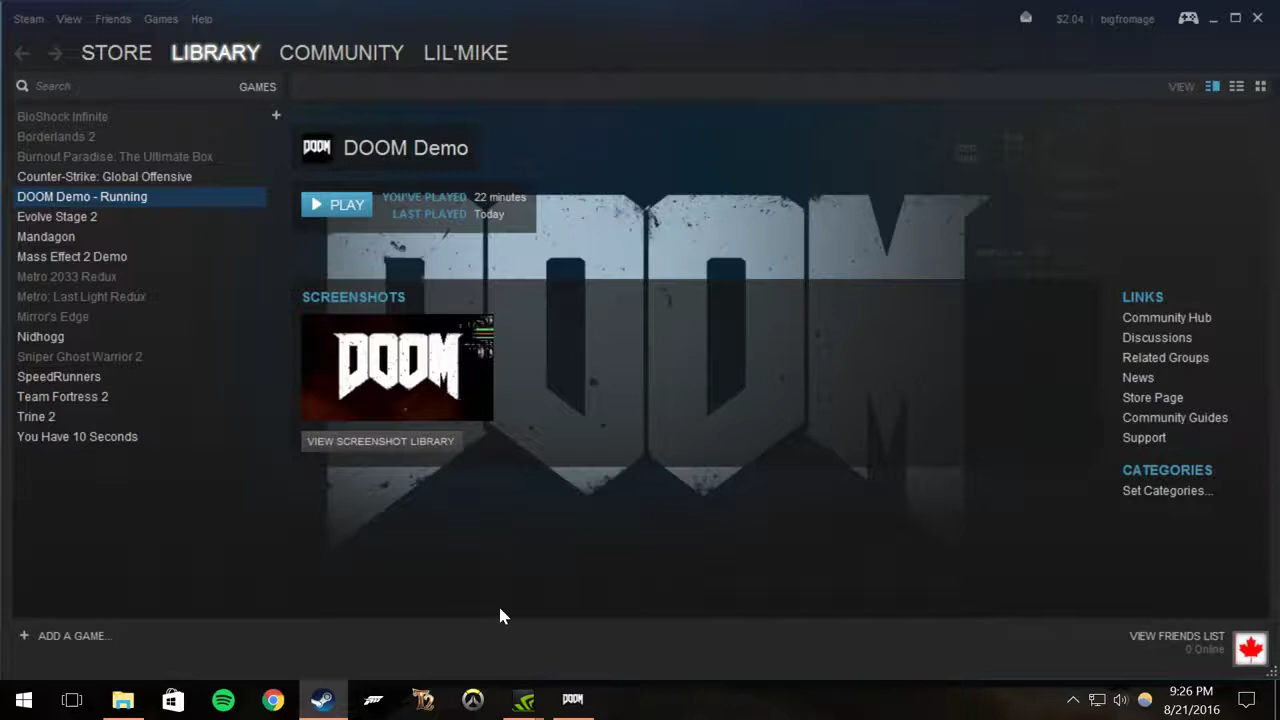 Steam View Friends Games Help
$2.04 bigfromage
STORE LIBRARY COMMUNITY LIL'MIKE
Search GAMES
VIEW
BioShock Infinite
Borderlands 2
Burnout Paradise: The Ultimate Box
Counter-Strike: Global Offensive
DOOM Demo - Running
Evolve Stage 2
Mandagon
Mass Effect 2 Demo
Metro 2033 Redux
Metro: Last Light Redux
Mirror's Edge
Nidhogg
Sniper Ghost Warrior 2
SpeedRunners
Team Fortress 2
Trine 2
You Have 10 Seconds
+
DOOM DOOM Demo
PLAY
YOU'VE PLAYED 22 minutes
LAST PLAYED Today
DOOM
SCREENSHOTS
DOOM
VIEW SCREENSHOT LIBRARY
LINKS
Community Hub
Discussions
Related Groups
News
Store Page
Community Guides
Support
CATEGORIES
Set Categories...
+ ADD A GAME...
VIEW FRIENDS LIST
0 Online
DOOM
9:26 PM
8/21/2016